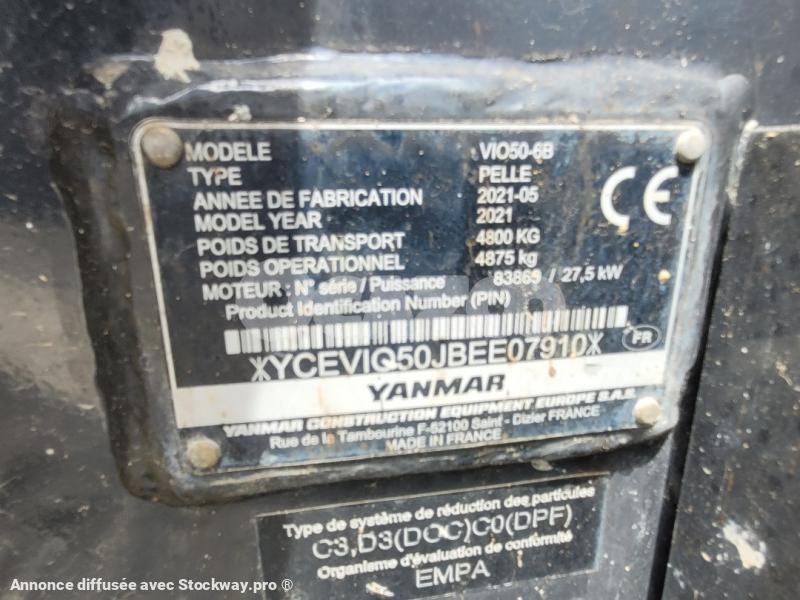 MODELE VIO50-6B
TYPE PELLE
ANNEE DE FABRICATION 2021-05
MODEL YEAR 2021
POIDS DE TRANSPORT 4800 KG
POIDS OPERATIONNEL 4875 kg
MOTEUR : N° série / Puissance 83869 / 27,5 kW
Product Identification Number (PIN)
CE
FR
✕YCEVIO50JBEE07910✕
YANMAR
YANMAR CONSTRUCTION EQUIPMENT EUROPE S.A.S.
Rue de la Tambourine F-52100 Saint - Dizier FRANCE
MADE IN FRANCE
Type de système de réduction des particules
C3,D3(DOC)C0(DPF)
Organisme d'évaluation de conformité
EMPA
Annonce diffusée avec Stockway.pro ®